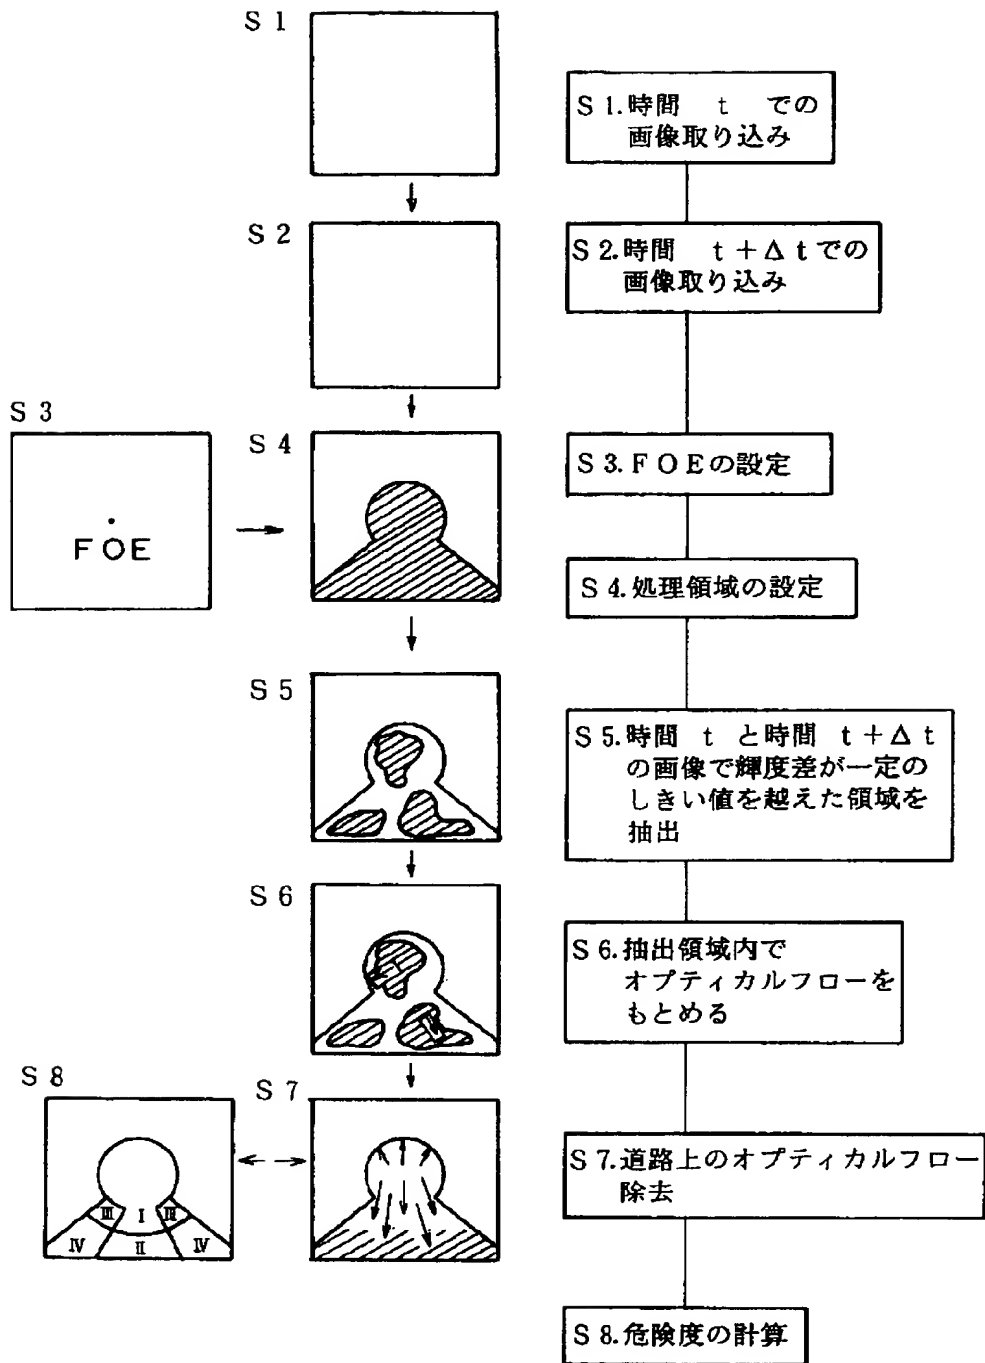 S 1
S 1.時間 t での
画像取り込み
S 2
S 2.時間 t+Δtでの
画像取り込み
S 3
FOE
S 4
S 3.FOEの設定
S 4.処理領域の設定
S 5
S 5.時間 t と時間 t+Δt
の画像で輝度差が一定の
しきい値を越えた領域を
抽出
S 6
S 6.抽出領域内で
オプティカルフローを
もとめる
S 8
Ⅲ Ⅰ Ⅲ
Ⅳ Ⅱ Ⅳ
S 7
S 7.道路上のオプティカルフロー
除去
S 8.危険度の計算